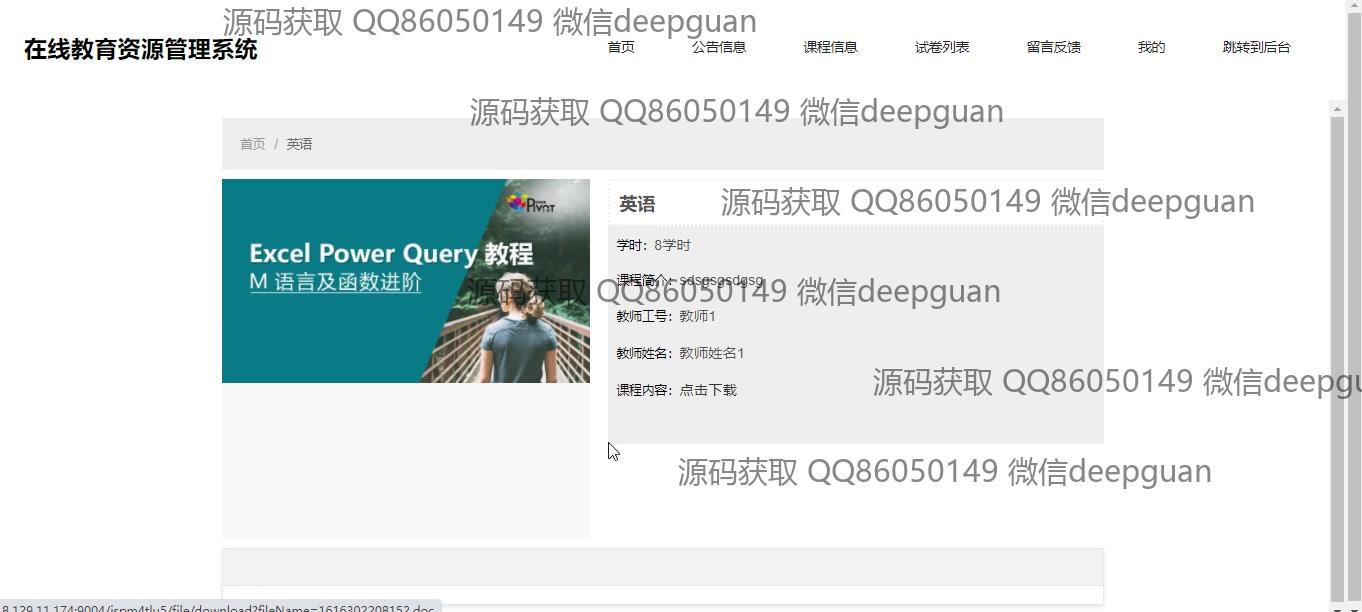 源码获取 QQ86050149 微信deepguan
在线教育资源管理系统
首页 公告信息 课程信息 试卷列表 留言反馈 我的 跳转到后台
源码获取 QQ86050149 微信deepguan
首页 / 英语
Pivot
英语
源码获取 QQ86050149 微信deepguan
Excel Power Query 教程
M 语言及函数进阶
学时：8学时
课程简介：sdsgsgsdgsg
源码获取 QQ86050149 微信deepguan
教师工号：教师1
教师姓名：教师姓名1
源码获取 QQ86050149 微信deepgu
课程内容：点击下载
源码获取 QQ86050149 微信deepguan
8.129.11.174:9004/jspm4tlu5/file/download?fileName=1616302208152.doc